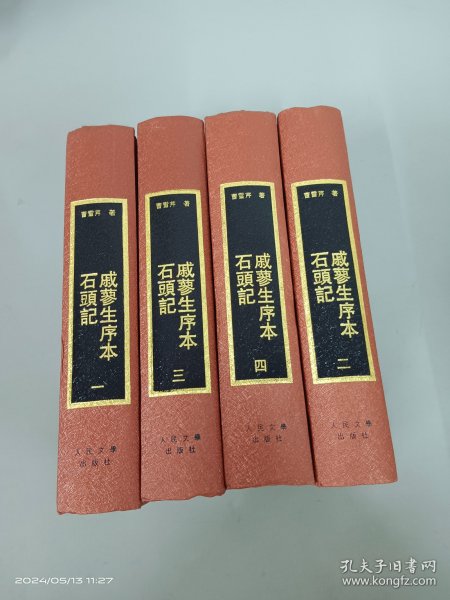 曹雪芹 著
戚蓼生序本
石頭記
一
人民文學
出版社
曹雪芹 著
戚蓼生序本
石頭記
三
人民文學
出版社
曹雪芹 著
戚蓼生序本
石頭記
四
人民文學
出版社
曹雪芹 著
戚蓼生序本
石頭記
二
人民文學
出版社
2024/05/13 11:27
孔夫子旧书网
www.kongfz.com